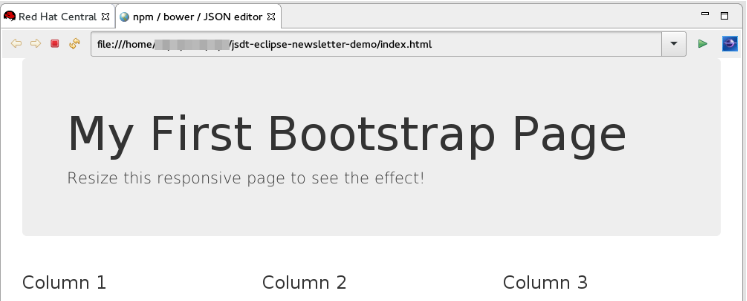 Red Hat Central
npm / bower / JSON editor
file:///home/ /jsdt-eclipse-newsletter-demo/index.html
My First Bootstrap Page
Resize this responsive page to see the effect!
Column 1
Column 2
Column 3